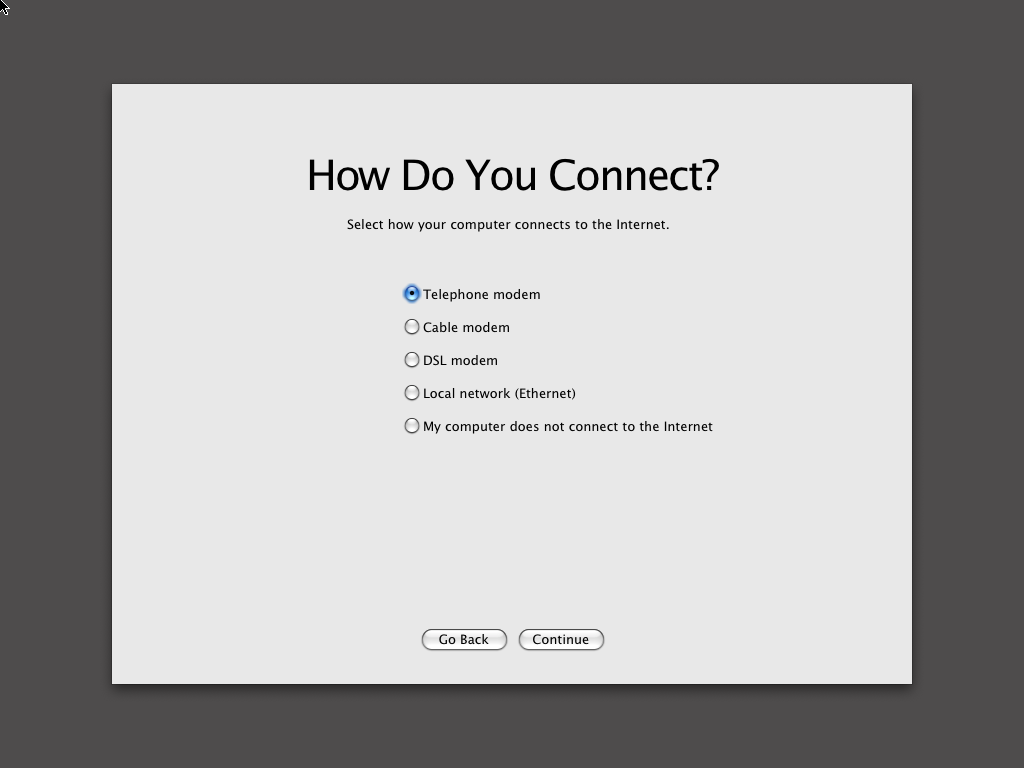 How Do You Connect?
Select how your computer connects to the Internet.
Telephone modem
Cable modem
DSL modem
Local network (Ethernet)
My computer does not connect to the Internet
Go Back Continue